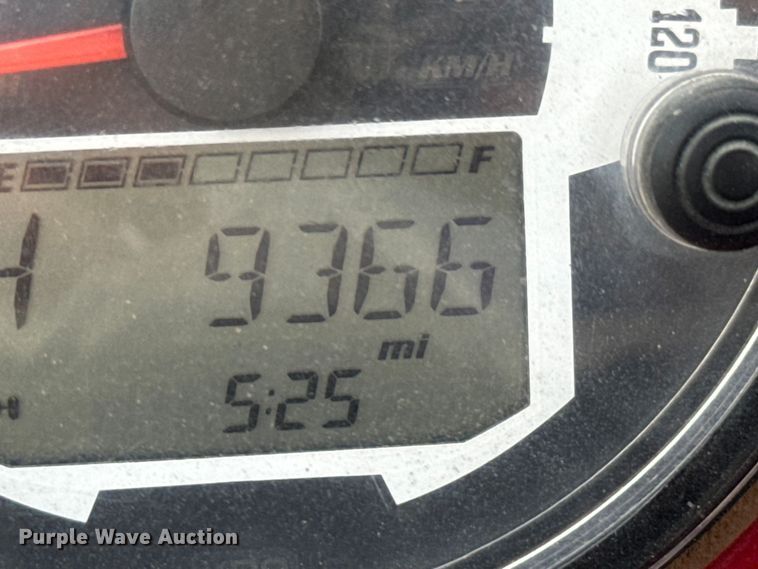 KM/H
120
E F
H 9366
mi
5:25
Purple Wave Auction